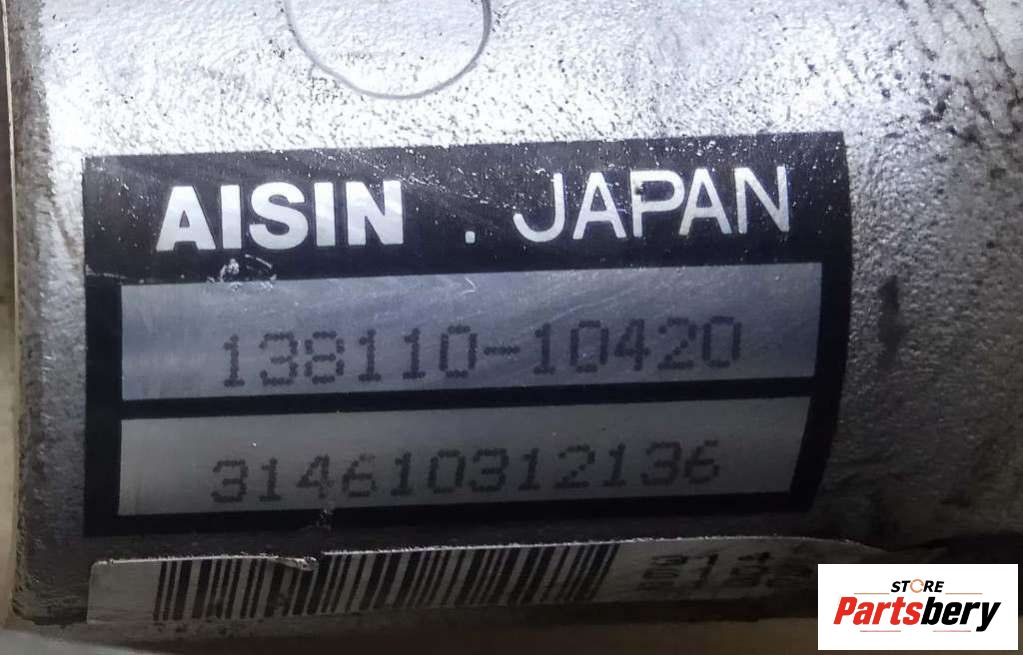 AISIN . JAPAN
138110-10420
314610312136
STORE
Partsbery